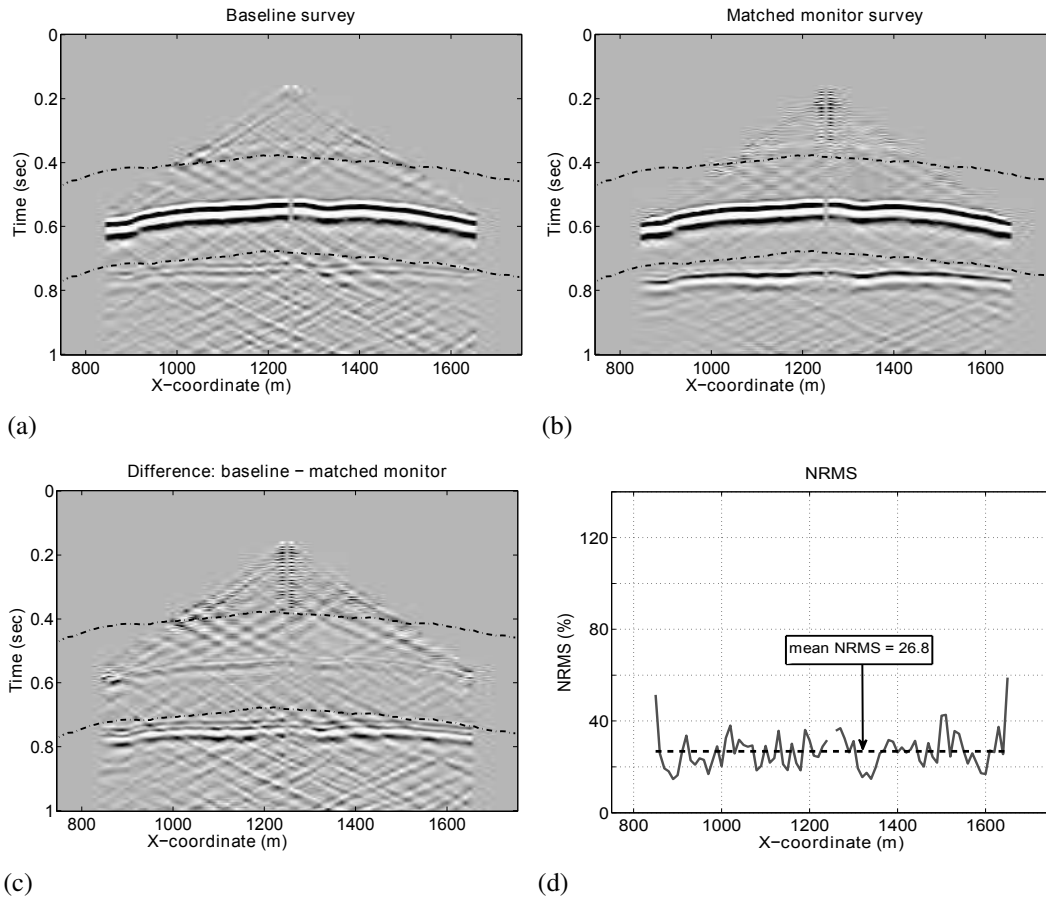 Baseline survey
0
0.2
0.4
0.6
0.8
1
Time (sec)
800 1000 1200 1400 1600
X−coordinate (m)
(a)
Matched monitor survey
0
0.2
0.4
0.6
0.8
1
Time (sec)
800 1000 1200 1400 1600
X−coordinate (m)
(b)
Difference: baseline − matched monitor
0
0.2
0.4
0.6
0.8
1
Time (sec)
800 1000 1200 1400 1600
X−coordinate (m)
(c)
NRMS
120
80
40
0
NRMS (%)
mean NRMS = 26.8
800 1000 1200 1400 1600
X−coordinate (m)
(d)